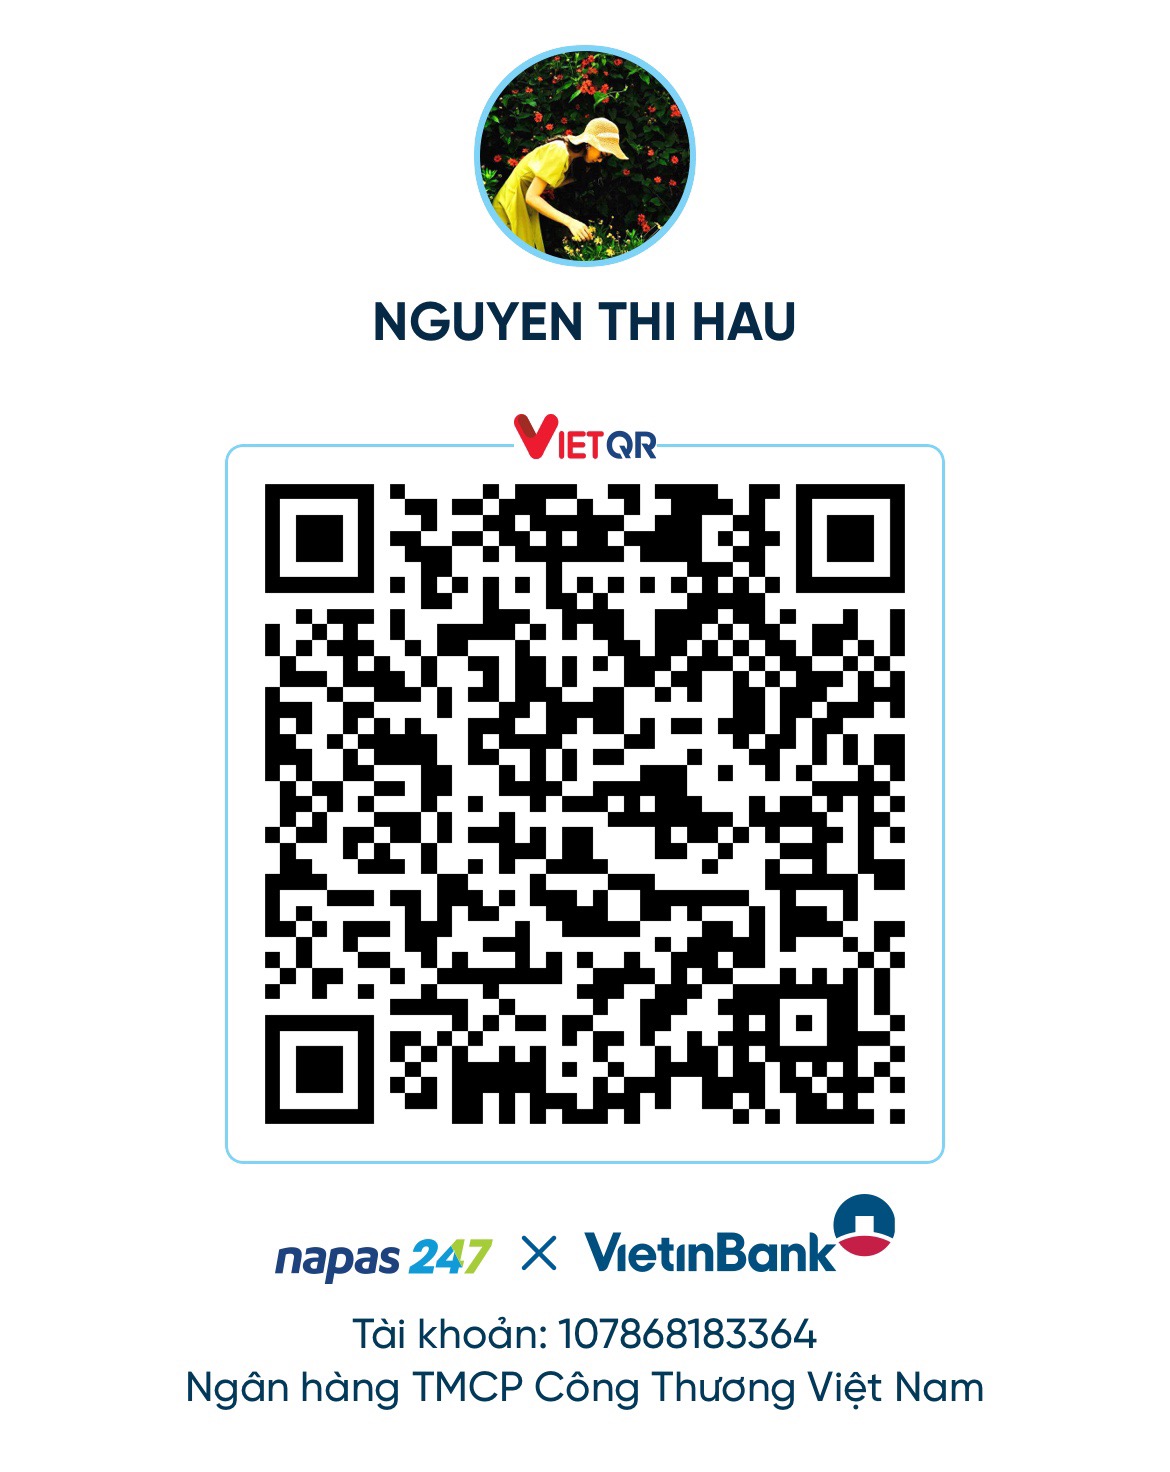 NGUYEN THI HAU
VIETQR
napas 247 × VietinBank
Tài khoản: 107868183364
Ngân hàng TMCP Công Thương Việt Nam